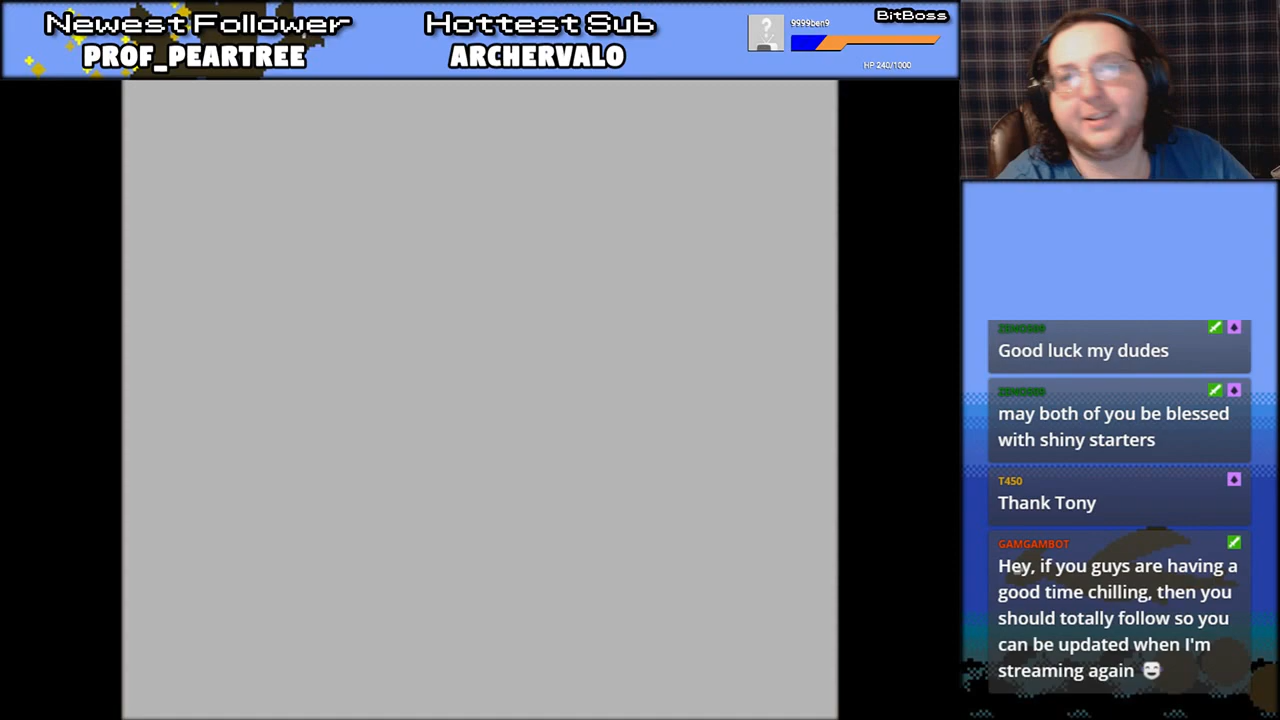 Newest Follower
PROF_PEARTREE
Hottest Sub
ARCHERVALO
BitBoss
9999ben9
HP 240/1000
Good luck my dudes
may both of you be blessed
with shiny starters
T450
Thank Tony
GAMGAMBOT
Hey, if you guys are having a
good time chilling, then you
should totally follow so you
can be updated when I'm
streaming again